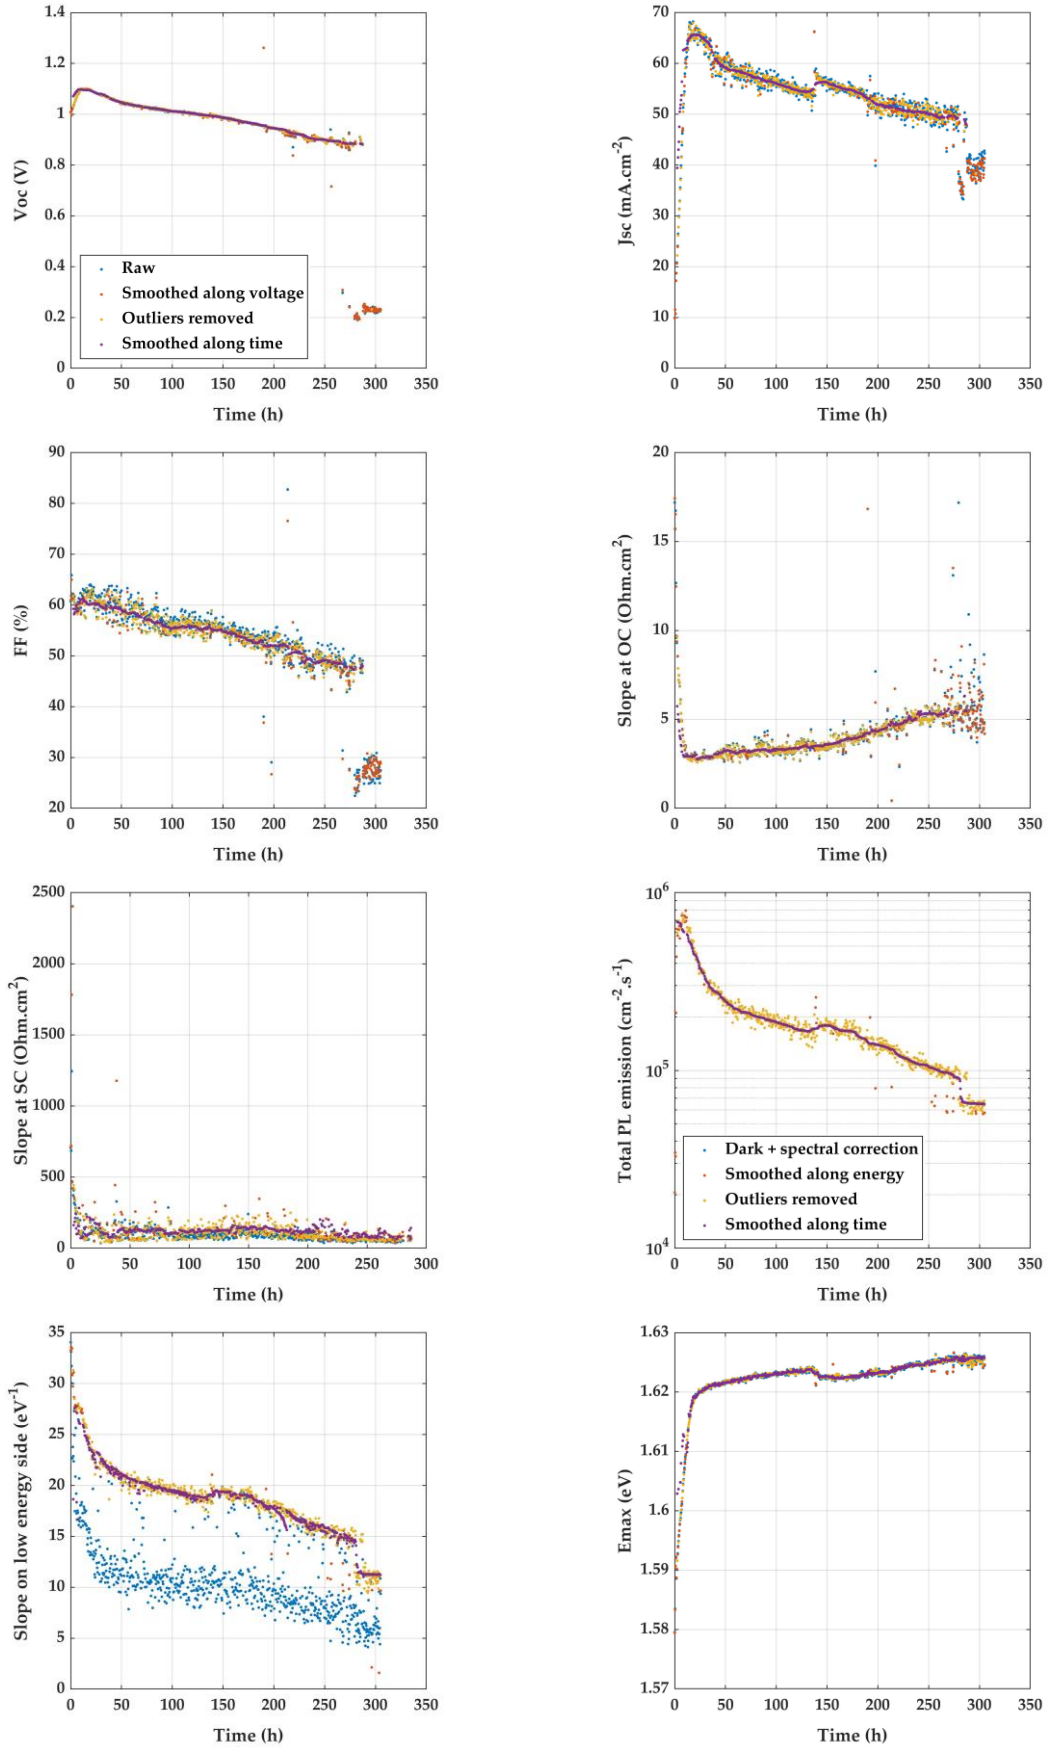 1.4
1.2
1
0.8
0.6
0.4
0.2
0
Voc (V)
Raw
Smoothed along voltage
Outliers removed
Smoothed along time
0 50 100 150 200 250 300 350
Time (h)
70
60
50
40
30
20
10
0
Jsc (mA.cm⁻²)
0 50 100 150 200 250 300 350
Time (h)
90
80
70
60
50
40
30
20
FF (%)
0 50 100 150 200 250 300 350
Time (h)
20
15
10
5
0
Slope at OC (Ohm.cm²)
0 50 100 150 200 250 300 350
Time (h)
2500
2000
1500
1000
500
0
Slope at SC (Ohm.cm²)
0 50 100 150 200 250 300
Time (h)
10⁶
10⁵
10⁴
Total PL emission (cm⁻².s⁻¹)
Dark + spectral correction
Smoothed along energy
Outliers removed
Smoothed along time
0 50 100 150 200 250 300 350
Time (h)
35
30
25
20
15
10
5
0
Slope on low energy side (eV⁻¹)
0 50 100 150 200 250 300 350
Time (h)
1.63
1.62
1.61
1.6
1.59
1.58
1.57
Emax (eV)
0 50 100 150 200 250 300 350
Time (h)